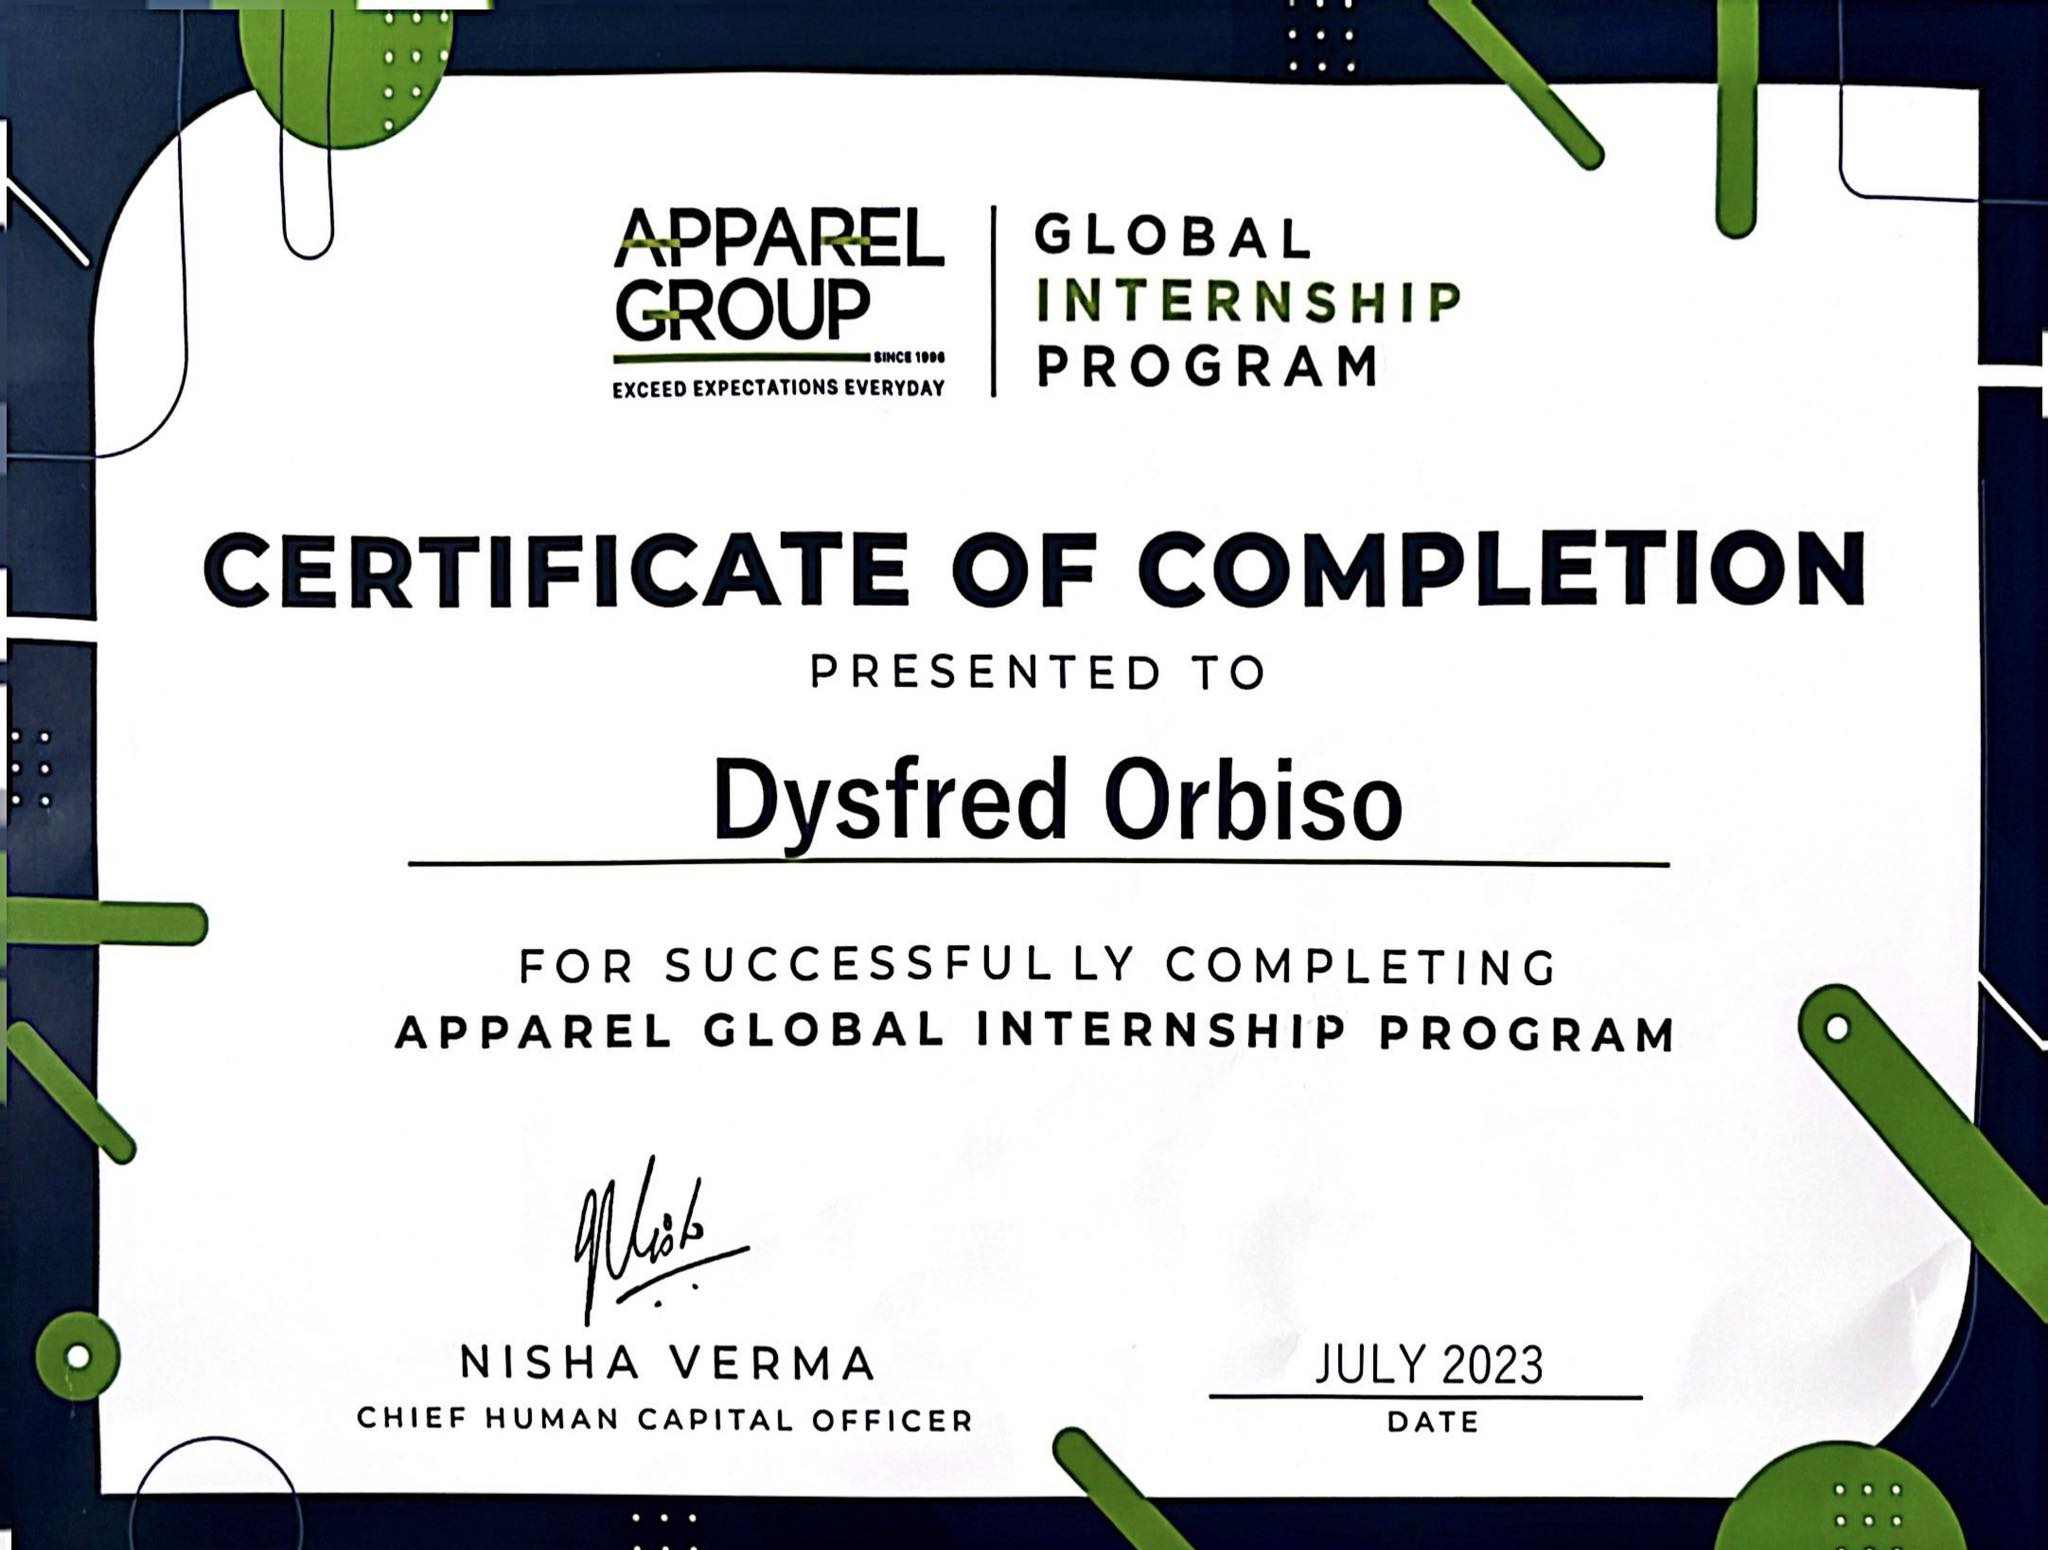 APPAREL
GROUP
SINCE 1996
EXCEED EXPECTATIONS EVERYDAY
GLOBAL
INTERNSHIP
PROGRAM
CERTIFICATE OF COMPLETION
PRESENTED TO
Dysfred Orbiso
FOR SUCCESSFULLY COMPLETING
APPAREL GLOBAL INTERNSHIP PROGRAM
Nisha
NISHA VERMA
CHIEF HUMAN CAPITAL OFFICER
JULY 2023
DATE